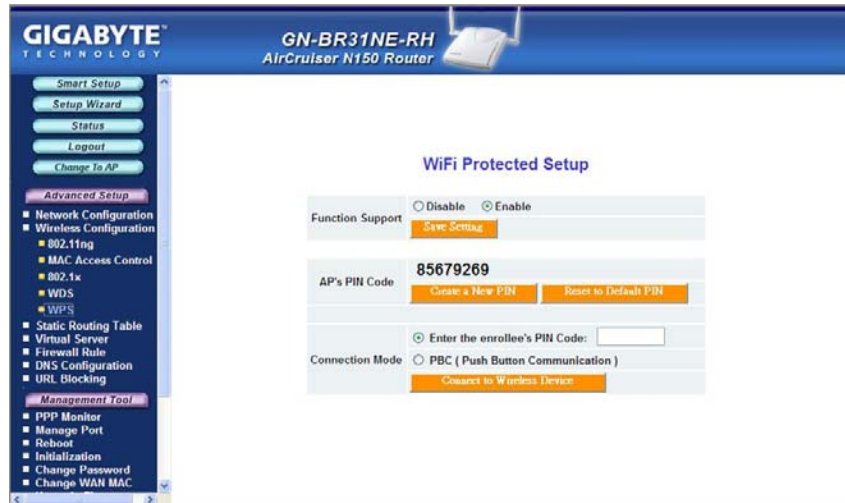 GIGABYTE™
TECHNOLOGY
GN-BR31NE-RH
AirCruiser N150 Router
Smart Setup
Setup Wizard
Status
Logout
Change To AP
Advanced Setup
Network Configuration
Wireless Configuration
802.11ng
MAC Access Control
802.1x
WDS
WPS
Static Routing Table
Virtual Server
Firewall Rule
DNS Configuration
URL Blocking
Management Tool
PPP Monitor
Manage Port
Reboot
Initialization
Change Password
Change WAN MAC
WiFi Protected Setup
Function Support
Disable Enable
Save Setting
AP's PIN Code
85679269
Create a New PIN Reset to Default PIN
Connection Mode
Enter the enrollee's PIN Code:
PBC ( Push Button Communication )
Connect to Wireless Device